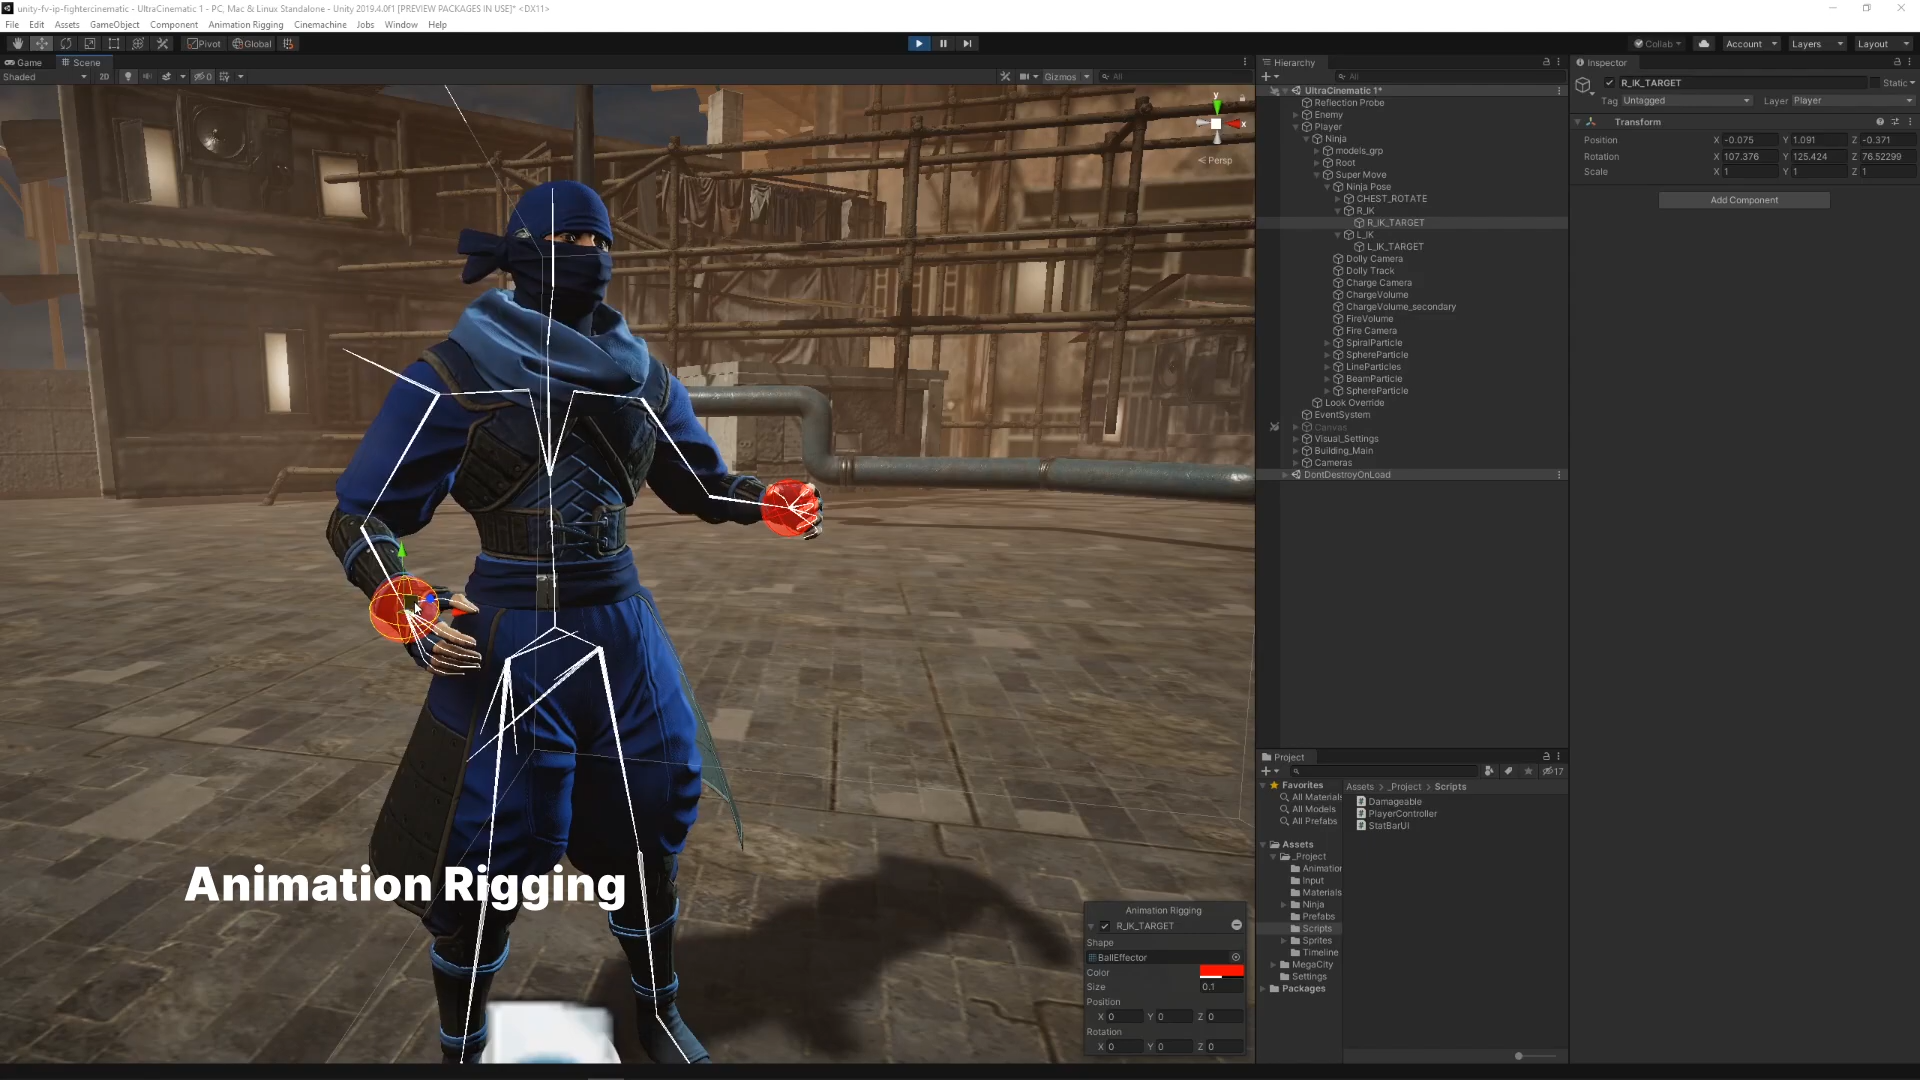 unity-fv-ip-fightercinematic - UltraCinematic 1 - PC, Mac & Linux Standalone - Unity 2019.4.0f1 [PREVIEW PACKAGES IN USE]* <DX11>
File Edit Assets GameObject Component Animation Rigging Cinemachine Jobs Window Help
Pivot Global Collab Account Layers Layout
Game Scene
Shaded 2D 0 Gizmos All
y
x
Persp
Animation Rigging
Animation Rigging
R_IK_TARGET
Shape
BallEffector
Color
Size 0.1
Position
X 0 Y 0 Z 0
Rotation
X 0 Y 0 Z 0
Hierarchy
All
UltraCinematic 1*
Reflection Probe
Enemy
Player
Ninja
models_grp
Root
Super Move
Ninja Pose
CHEST_ROTATE
R_IK
R_IK_TARGET
L_IK
L_IK_TARGET
Dolly Camera
Dolly Track
Charge Camera
ChargeVolume
ChargeVolume_secondary
FireVolume
Fire Camera
SpiralParticle
SphereParticle
LineParticles
BeamParticle
SphereParticle
Look Override
EventSystem
Canvas
Visual_Settings
Building_Main
Cameras
DontDestroyOnLoad
Project
17
Favorites
All Materials
All Models
All Prefabs
Assets
_Project
Animation
Input
Materials
Ninja
Prefabs
Scripts
Sprites
Timeline
MegaCity
Settings
Packages
Assets > _Project > Scripts
Damageable
PlayerController
StatBarUI
Inspector
R_IK_TARGET Static
Tag Untagged Layer Player
Transform
Position X -0.075 Y 1.091 Z -0.371
Rotation X 107.376 Y 125.424 Z 76.52299
Scale X 1 Y 1 Z 1
Add Component